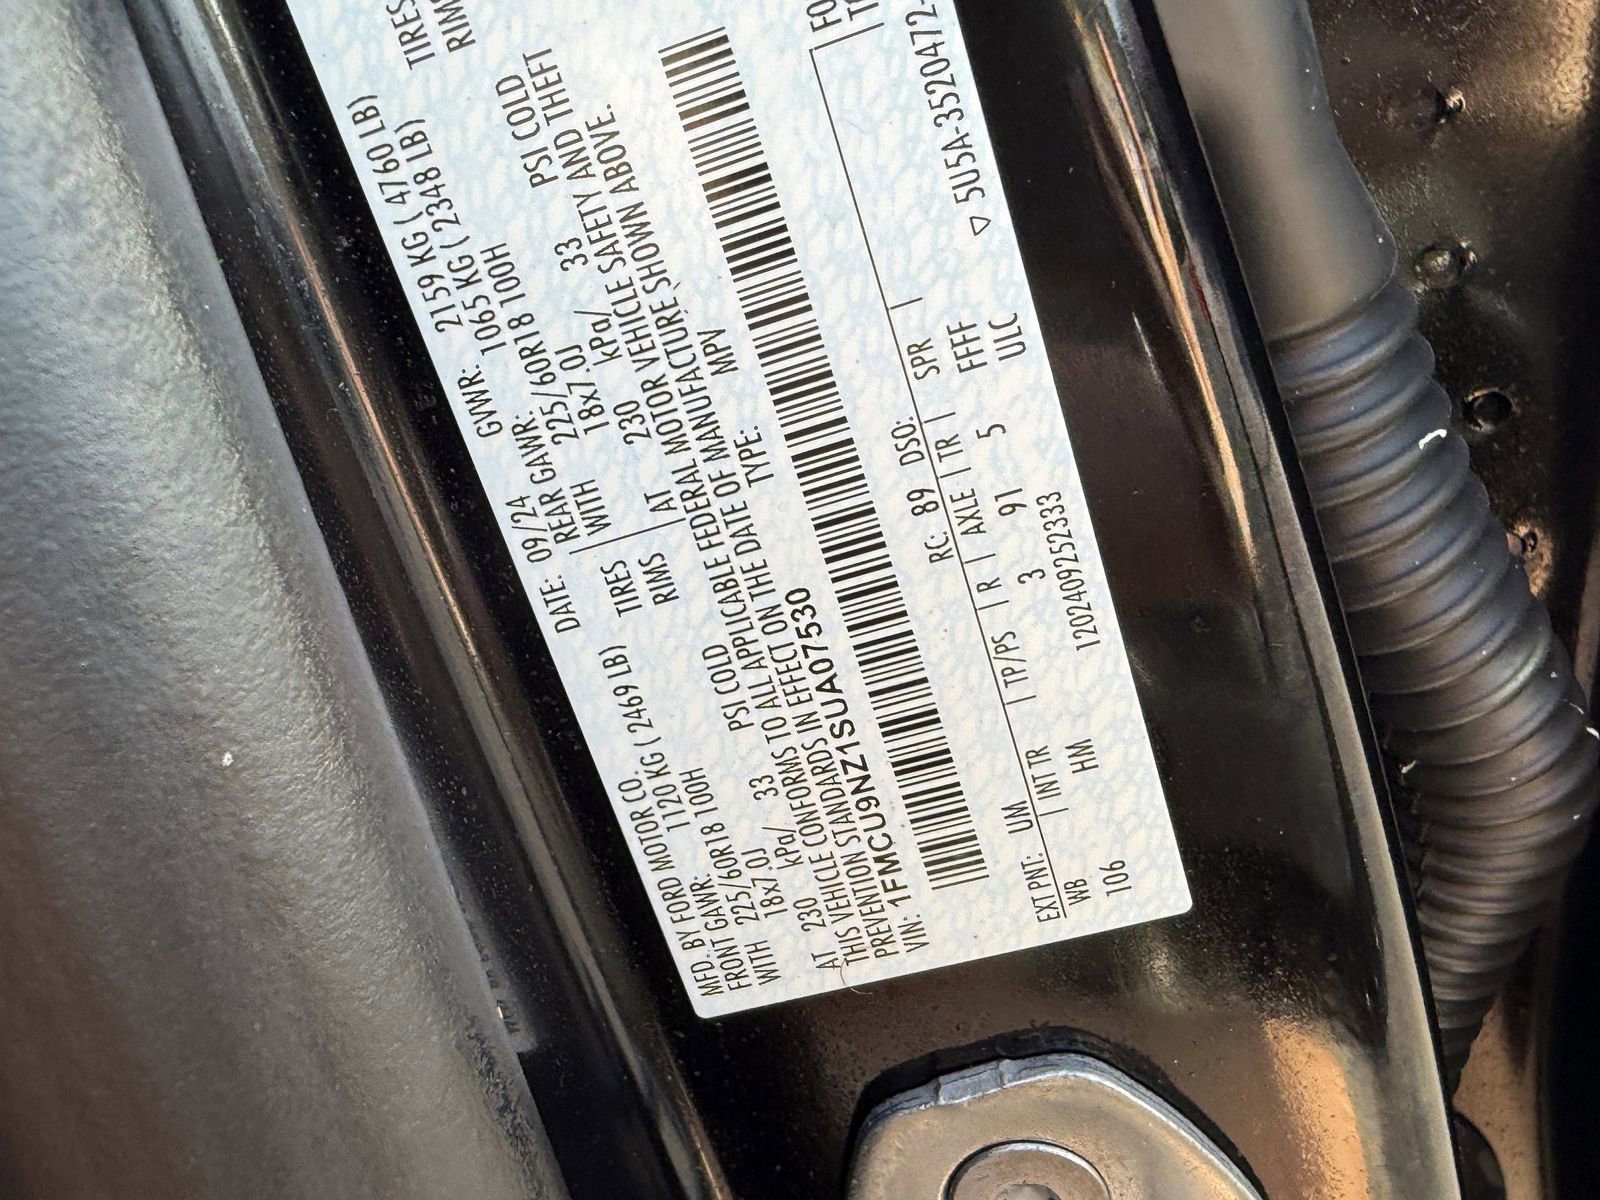 MFD. BY FORD MOTOR CO.
DATE: 09/24
GVWR: 2159 KG ( 4760 LB)
FRONT GAWR: 1120 KG ( 2469 LB)
REAR GAWR: 1065 KG ( 2348 LB)
225/60R18 100H TIRES
WITH 225/60R18 100H TIRES
WITH 18x7.0J RIMS
18x7.0J
AT 230 kPa/ 33 PSI COLD
AT 230 kPa/ 33 PSI COLD
THIS VEHICLE CONFORMS TO ALL APPLICABLE FEDERAL MOTOR VEHICLE SAFETY AND THEFT
PREVENTION STANDARDS IN EFFECT ON THE DATE OF MANUFACTURE SHOWN ABOVE.
VIN: 1FMCU9NZ1SUA07530
TYPE: MPV
EXT PNT: UM RC: 89 DSO:
WB INT TR TP/PS R AXLE TR SPR
106 HM 3 91 5 FFFF
1202409252333 ULC
5U5A-3520472-